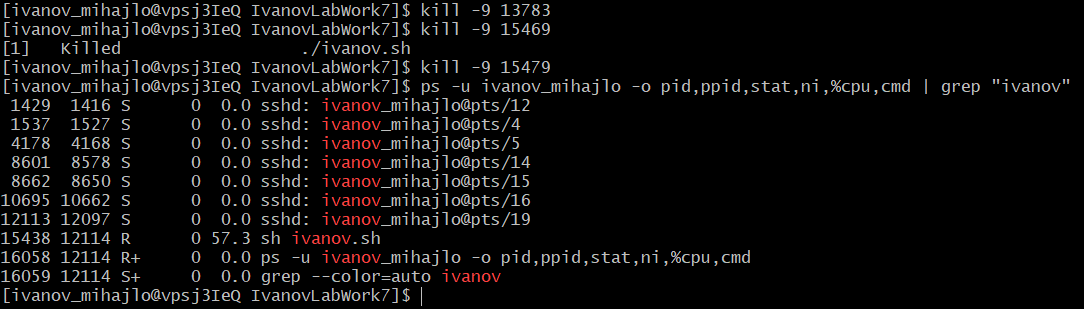 [ivanov_mihajlo@vpsj3IeQ IvanovLabWork7]$ kill -9 13783
[ivanov_mihajlo@vpsj3IeQ IvanovLabWork7]$ kill -9 15469
[1]   Killed                  ./ivanov.sh
[ivanov_mihajlo@vpsj3IeQ IvanovLabWork7]$ kill -9 15479
[ivanov_mihajlo@vpsj3IeQ IvanovLabWork7]$ ps -u ivanov_mihajlo -o pid,ppid,stat,ni,%cpu,cmd | grep "ivanov"
 1429  1416 S      0  0.0 sshd: ivanov_mihajlo@pts/12
 1537  1527 S      0  0.0 sshd: ivanov_mihajlo@pts/4
 4178  4168 S      0  0.0 sshd: ivanov_mihajlo@pts/5
 8601  8578 S      0  0.0 sshd: ivanov_mihajlo@pts/14
 8662  8650 S      0  0.0 sshd: ivanov_mihajlo@pts/15
10695 10662 S      0  0.0 sshd: ivanov_mihajlo@pts/16
12113 12097 S      0  0.0 sshd: ivanov_mihajlo@pts/19
15438 12114 R      0 57.3 sh ivanov.sh
16058 12114 R+     0  0.0 ps -u ivanov_mihajlo -o pid,ppid,stat,ni,%cpu,cmd
16059 12114 S+     0  0.0 grep --color=auto ivanov
[ivanov_mihajlo@vpsj3IeQ IvanovLabWork7]$